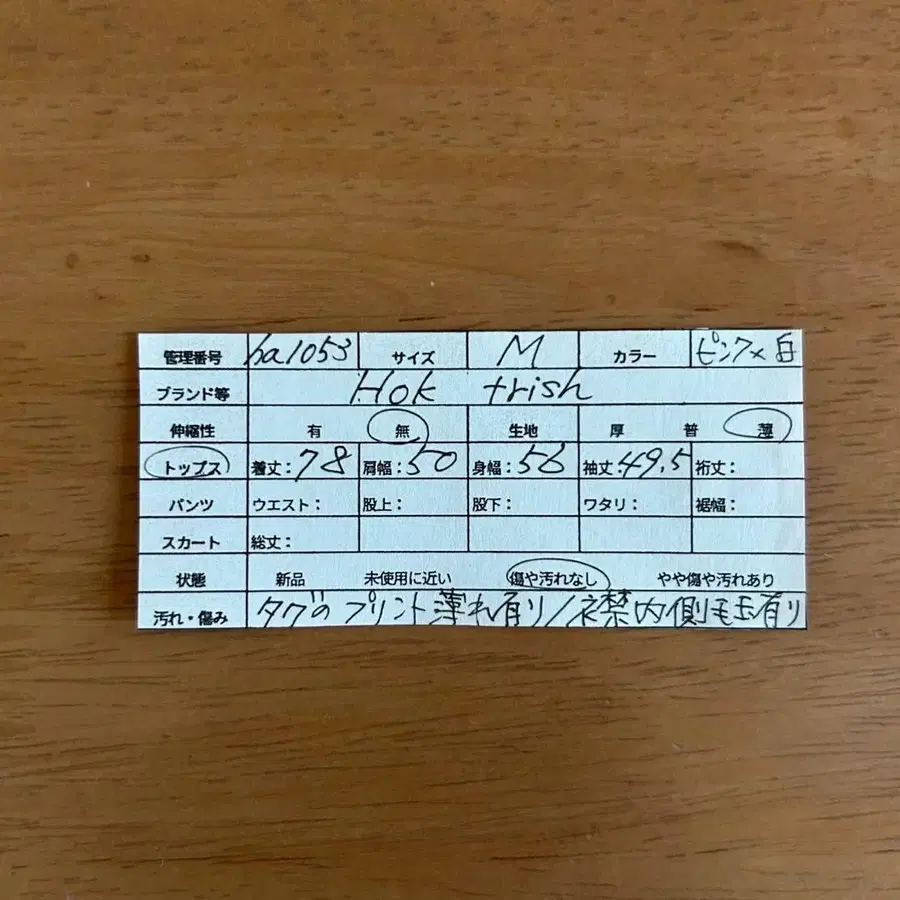 管理番号 ha1053 サイズ M カラー ピンク×白
ブランド等 Hok trish
伸縮性 有 無 生地 厚 普 薄
トップス 着丈:78 肩幅:50 身幅:56 袖丈49.5 裄丈:
パンツ ウエスト: 股上: 股下: ワタリ: 裾幅:
スカート 総丈:
状態 新品 未使用に近い 傷や汚れなし やや傷や汚れあり
汚れ・傷み タグのプリント薄れ有り/衣襟内側毛玉有り